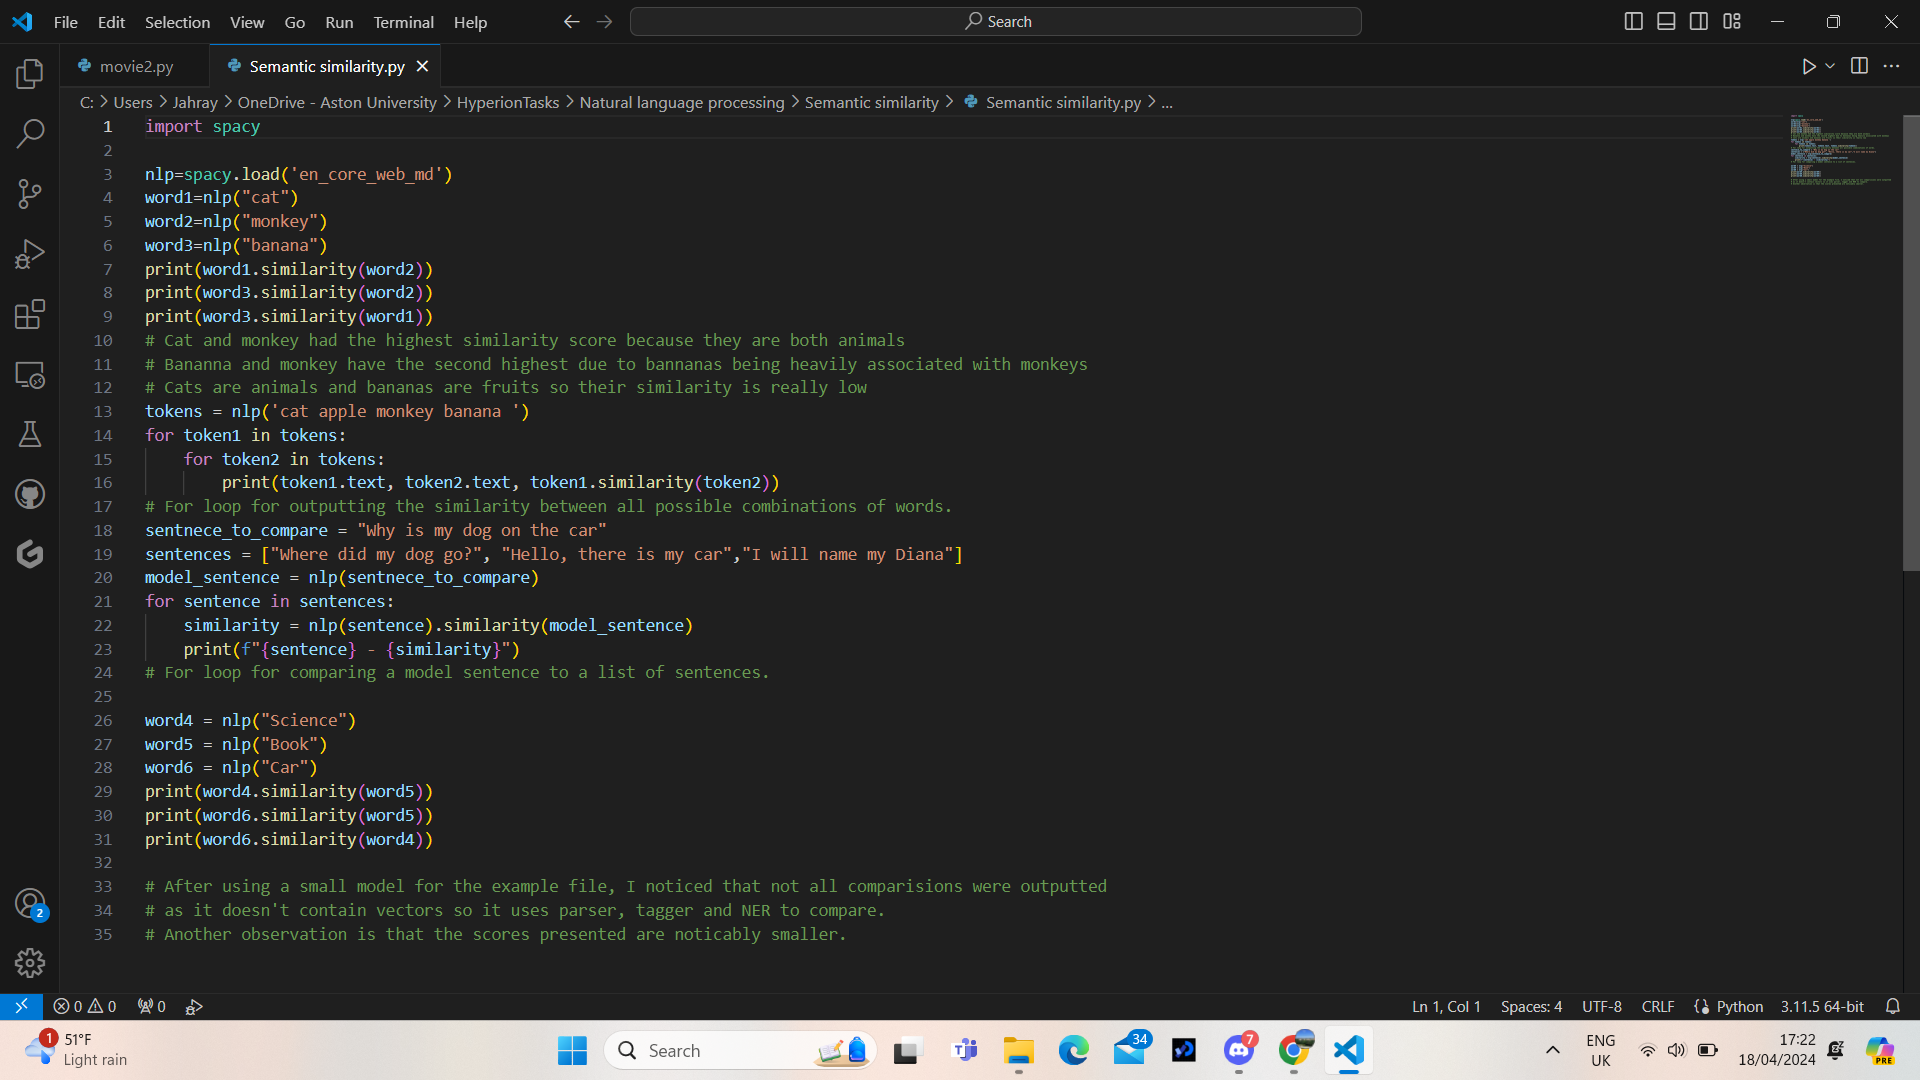 File Edit Selection View Go Run Terminal Help Search
movie2.py Semantic similarity.py
C: > Users > Jahray > OneDrive - Aston University > HyperionTasks > Natural language processing > Semantic similarity > Semantic similarity.py > ...
1 import spacy
2
3 nlp=spacy.load('en_core_web_md')
4 word1=nlp("cat")
5 word2=nlp("monkey")
6 word3=nlp("banana")
7 print(word1.similarity(word2))
8 print(word3.similarity(word2))
9 print(word3.similarity(word1))
10 # Cat and monkey had the highest similarity score because they are both animals
11 # Bananna and monkey have the second highest due to bannanas being heavily associated with monkeys
12 # Cats are animals and bananas are fruits so their similarity is really low
13 tokens = nlp('cat apple monkey banana ')
14 for token1 in tokens:
15     for token2 in tokens:
16         print(token1.text, token2.text, token1.similarity(token2))
17 # For loop for outputting the similarity between all possible combinations of words.
18 sentnece_to_compare = "Why is my dog on the car"
19 sentences = ["Where did my dog go?", "Hello, there is my car","I will name my Diana"]
20 model_sentence = nlp(sentnece_to_compare)
21 for sentence in sentences:
22     similarity = nlp(sentence).similarity(model_sentence)
23     print(f"{sentence} - {similarity}")
24 # For loop for comparing a model sentence to a list of sentences.
25
26 word4 = nlp("Science")
27 word5 = nlp("Book")
28 word6 = nlp("Car")
29 print(word4.similarity(word5))
30 print(word6.similarity(word5))
31 print(word6.similarity(word4))
32
33 # After using a small model for the example file, I noticed that not all comparisions were outputted
34 # as it doesn't contain vectors so it uses parser, tagger and NER to compare.
35 # Another observation is that the scores presented are noticably smaller.
2
0 0 0 Ln 1, Col 1 Spaces: 4 UTF-8 CRLF {} Python 3.11.5 64-bit
1 51°F Light rain
Search
34 7
ENG UK
17:22
18/04/2024
PRE